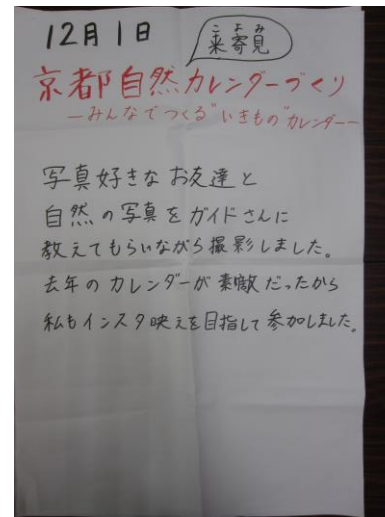 12月1日
こよみ
来寄見
京都自然カレンダーづくり
―みんなでつくる"いきもの"カレンダー―
写真好きなお友達と
自然の写真をガイドさんに
教えてもらいながら撮影しました。
去年のカレンダーが素敵だったから
私もインスタ映えを目指して参加しました。